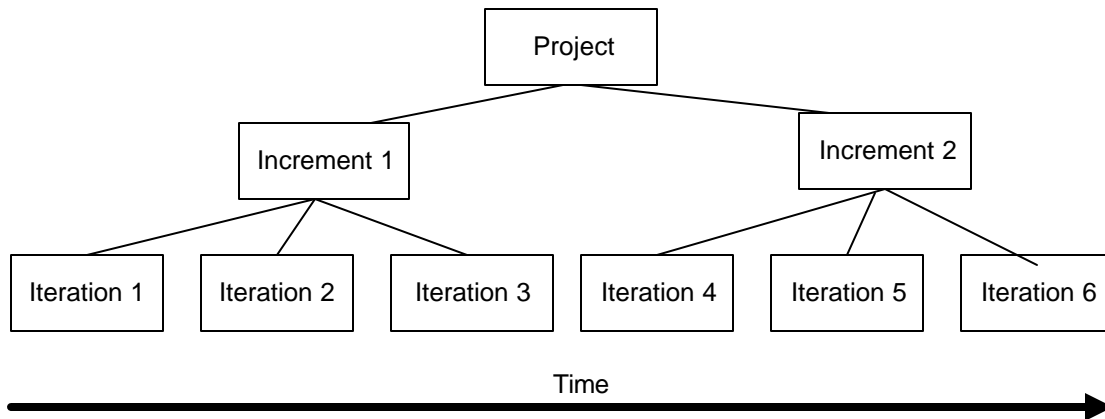 Project
Increment 1
Increment 2
Iteration 1
Iteration 2
Iteration 3
Iteration 4
Iteration 5
Iteration 6
Time